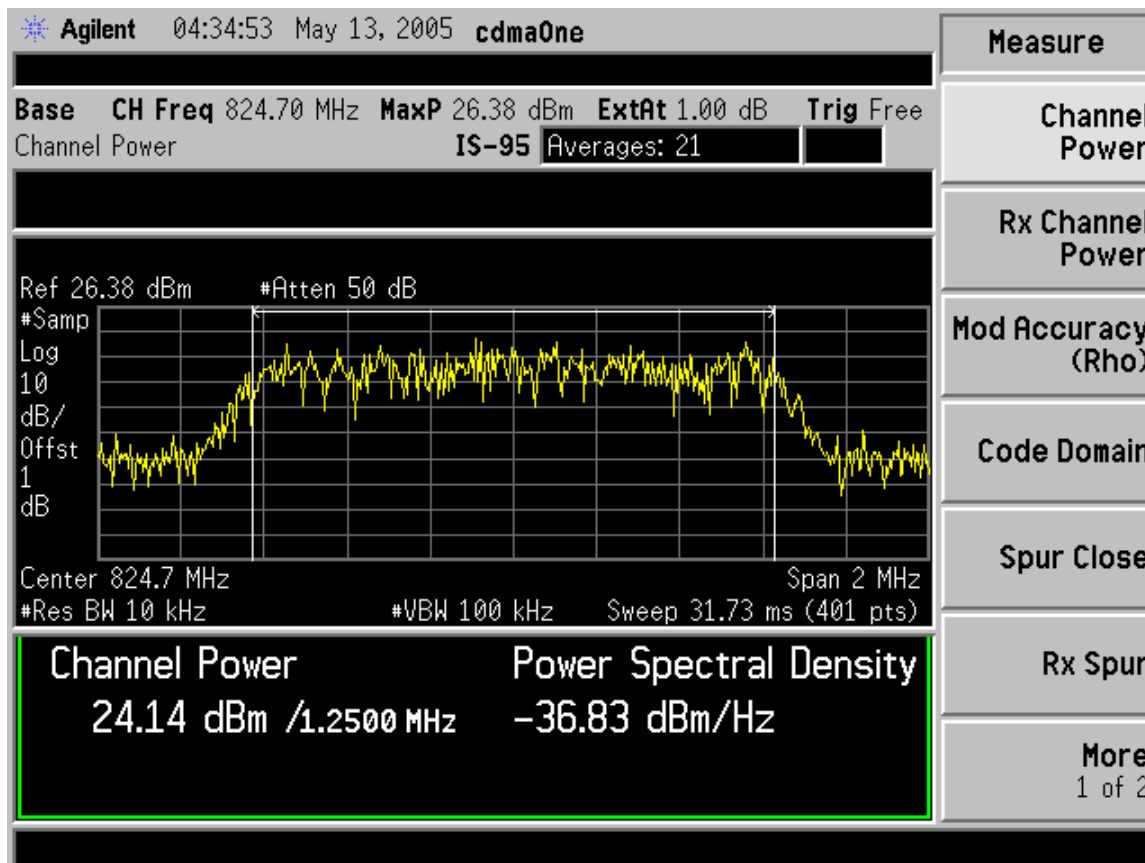 Agilent 04:34:53 May 13, 2005 cdmaOne
Base CH Freq 824.70 MHz MaxP 26.38 dBm ExtAt 1.00 dB Trig Free
Channel Power IS-95 Averages: 21
Ref 26.38 dBm #Atten 50 dB
#Samp
Log
10
dB/
Offst
1
dB
Center 824.7 MHz Span 2 MHz
#Res BW 10 kHz #VBW 100 kHz Sweep 31.73 ms (401 pts)
Channel Power Power Spectral Density
24.14 dBm /1.2500 MHz -36.83 dBm/Hz
Measure
Channel
Power
Rx Channel
Power
Mod Accuracy
(Rho)
Code Domain
Spur Close
Rx Spur
More
1 of 2